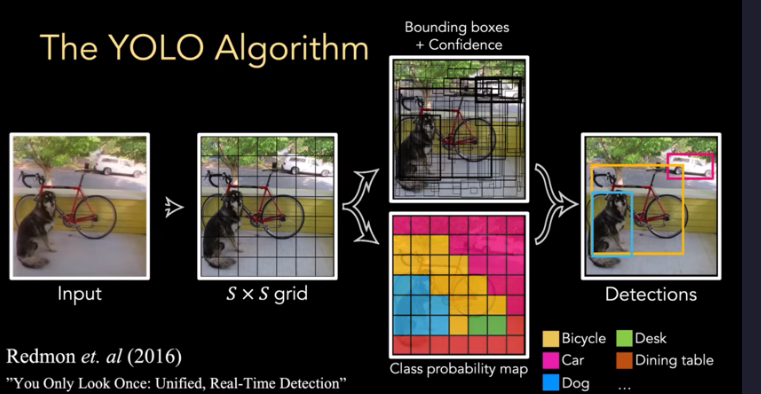 The YOLO Algorithm
Bounding boxes
+ Confidence
Input
S × S grid
Class probability map
Detections
Bicycle
Desk
Car
Dining table
Dog
...
Redmon et. al (2016)
”You Only Look Once: Unified, Real-Time Detection”